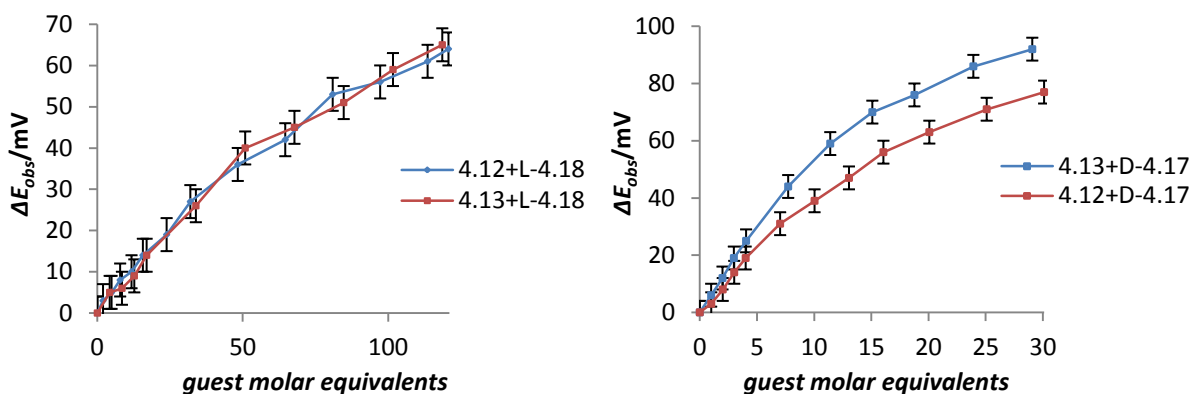 70
60
50
40
30
20
10
0
ΔE_obs/mV
0 50 100
guest molar equivalents
4.12+L-4.18
4.13+L-4.18
100
80
60
40
20
0
ΔE_obs/mV
0 5 10 15 20 25 30
guest molar equivalents
4.13+D-4.17
4.12+D-4.17